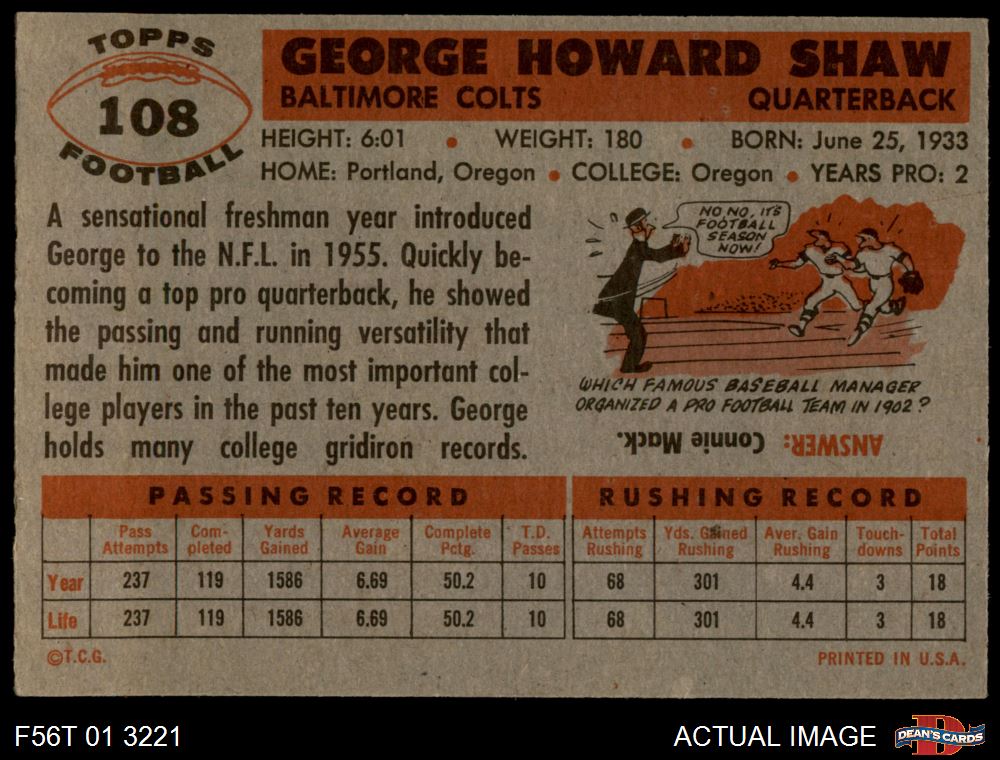 TOPPS
108
FOOTBALL
GEORGE HOWARD SHAW
BALTIMORE COLTS QUARTERBACK
HEIGHT: 6:01 • WEIGHT: 180 • BORN: June 25, 1933
HOME: Portland, Oregon • COLLEGE: Oregon • YEARS PRO: 2
A sensational freshman year introduced
George to the N.F.L. in 1955. Quickly be-
coming a top pro quarterback, he showed
the passing and running versatility that
made him one of the most important col-
lege players in the past ten years. George
holds many college gridiron records.
NO NO, IT'S
FOOTBALL
SEASON
NOW!
WHICH FAMOUS BASEBALL MANAGER
ORGANIZED A PRO FOOTBALL TEAM IN 1902?
ANSWER: Connie Mack.
PASSING RECORD
Pass Attempts Com-pleted Yards Gained Average Gain Complete Pctg. T.D. Passes
Year 237 119 1586 6.69 50.2 10
Life 237 119 1586 6.69 50.2 10
RUSHING RECORD
Attempts Rushing Yds. Gained Rushing Aver. Gain Rushing Touch-downs Total Points
68 301 4.4 3 18
68 301 4.4 3 18
©T.C.G. PRINTED IN U.S.A.
F56T 01 3221 ACTUAL IMAGE DEAN'S CARDS